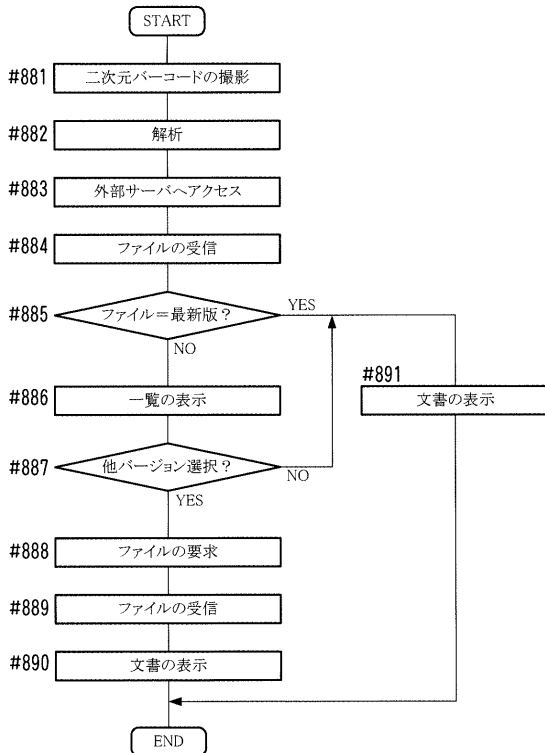 START
#881 二次元バーコードの撮影
#882 解析
#883 外部サーバへアクセス
#884 ファイルの受信
#885 ファイル＝最新版？ YES
NO
#886 一覧の表示
#891
文書の表示
#887 他バージョン選択？ NO
YES
#888 ファイルの要求
#889 ファイルの受信
#890 文書の表示
END